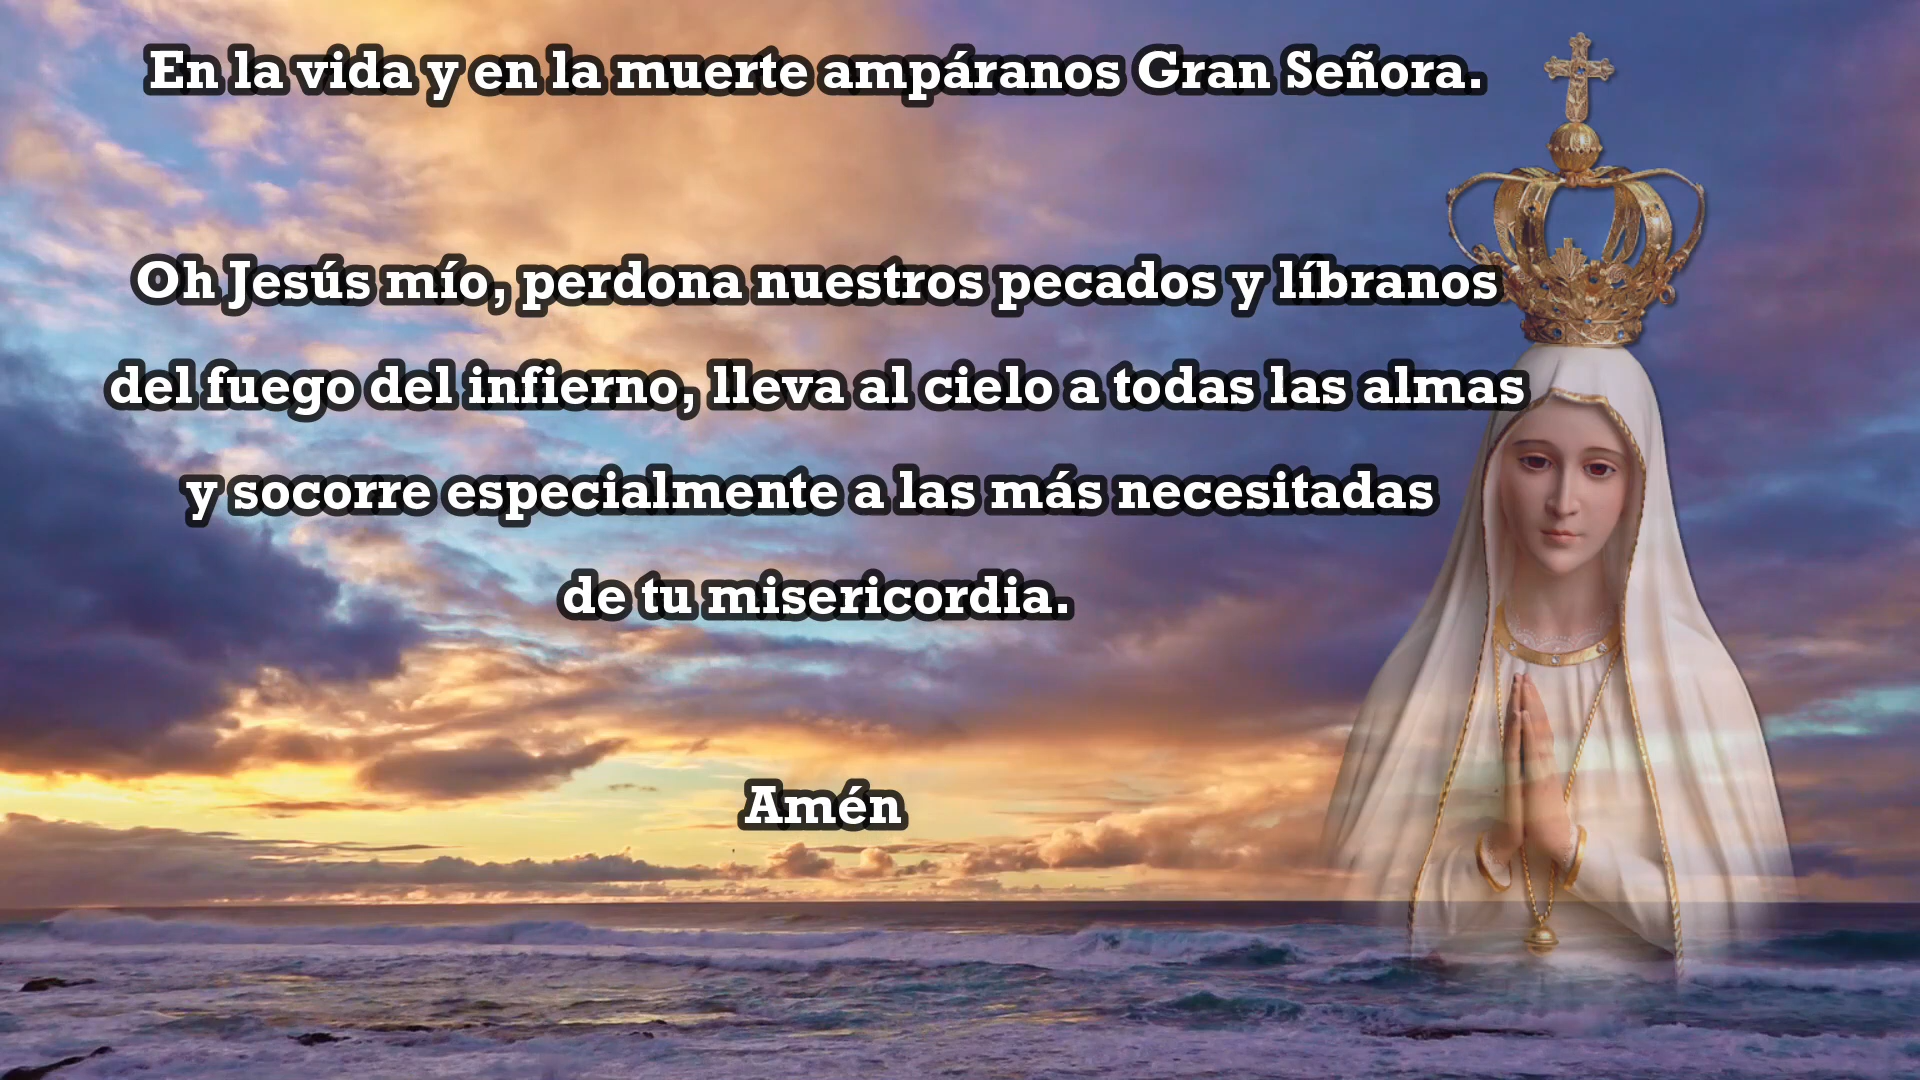 En la vida y en la muerte ampáranos Gran Señora.
Oh Jesús mío, perdona nuestros pecados y líbranos
del fuego del infierno, lleva al cielo a todas las almas
y socorre especialmente a las más necesitadas
de tu misericordia.
Amén